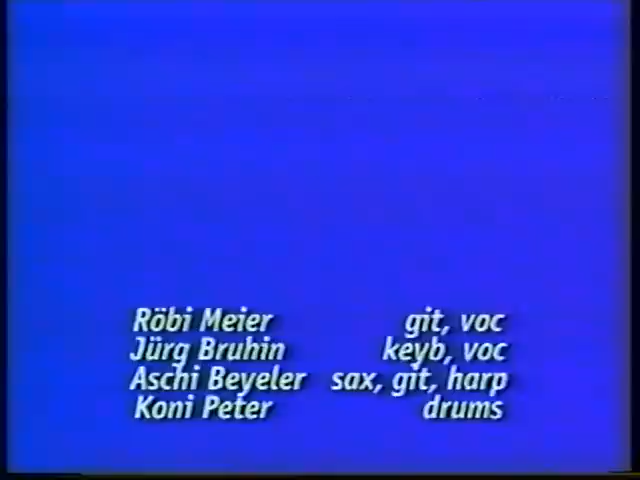 Röbi Meier git, voc
Jürg Bruhin keyb, voc
Aschi Beyeler sax, git, harp
Koni Peter drums